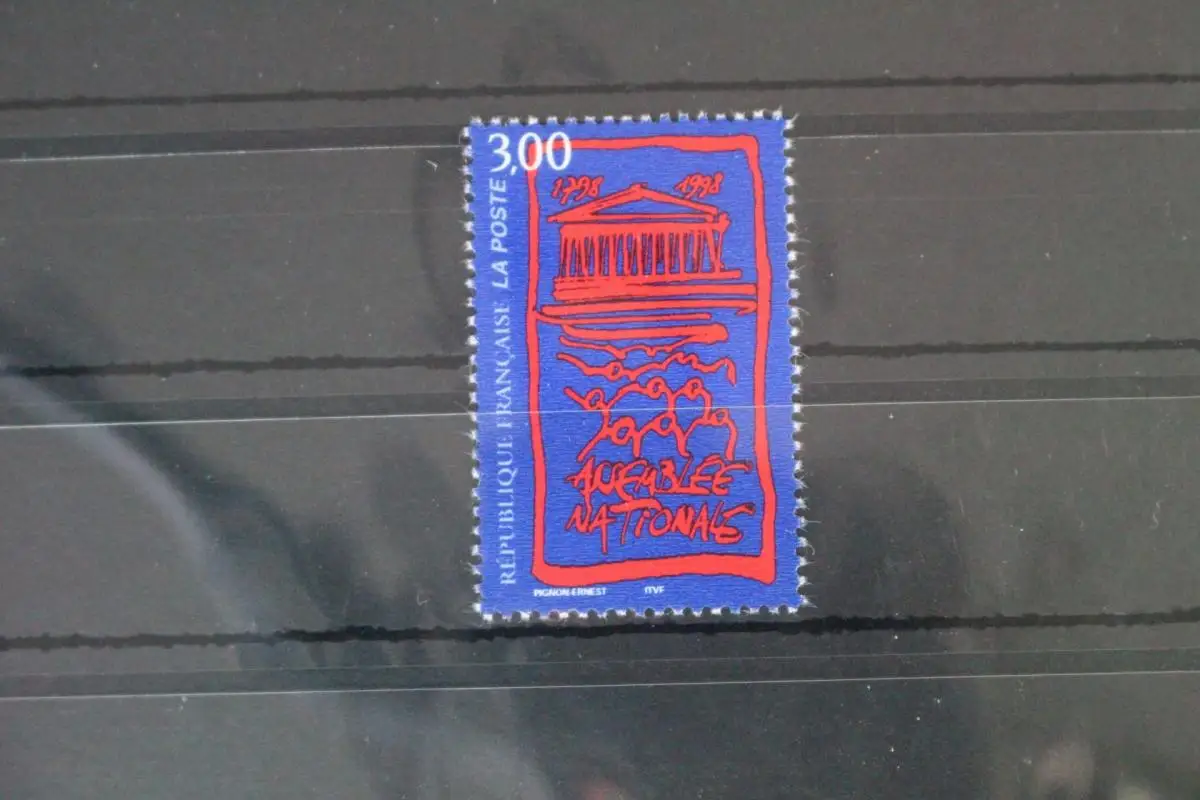 3,00
1798 1998
RÉPUBLIQUE FRANÇAISE LA POSTE
ASSEMBLÉE
NATIONALE
PIGNON-ERNEST ITVF